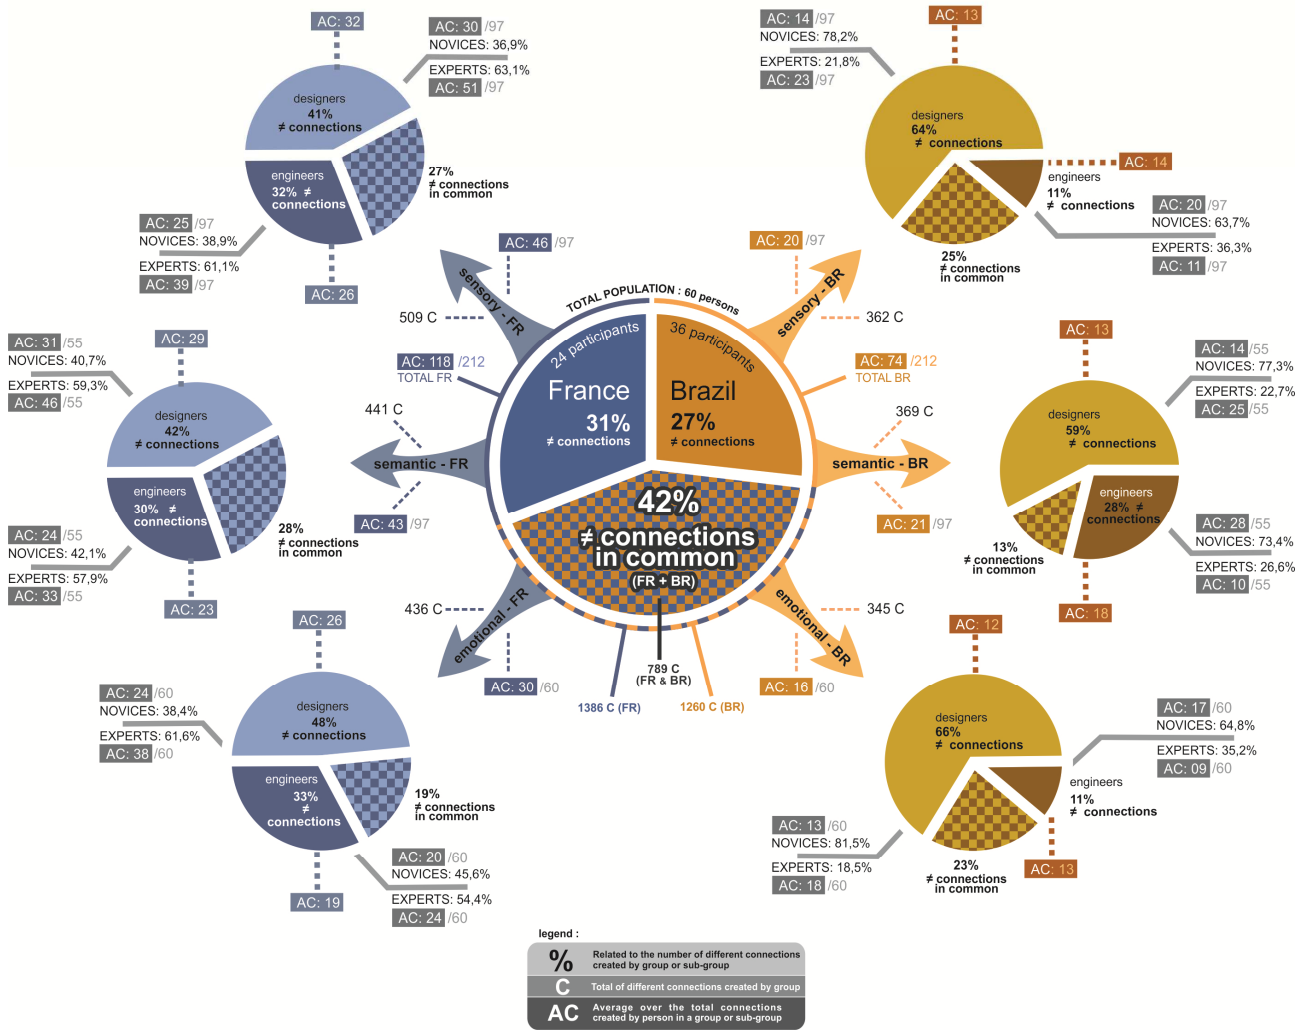 AC: 32
AC: 30 /97
NOVICES: 36,9%
EXPERTS: 63,1%
AC: 51 /97
designers
41%
≠ connections
engineers
32% ≠
connections
27%
≠ connections
in common
AC: 25 /97
NOVICES: 38,9%
EXPERTS: 61,1%
AC: 39 /97
AC: 26
AC: 14 /97
NOVICES: 78,2%
EXPERTS: 21,8%
AC: 23 /97
AC: 13
designers
64%
≠ connections
AC: 14
engineers
11%
≠ connections
25%
≠ connections
in common
AC: 20 /97
NOVICES: 63,7%
EXPERTS: 36,3%
AC: 11 /97
AC: 46 /97
sensory - FR
509 C
AC: 20 /97
sensory - BR
362 C
TOTAL POPULATION : 60 persons
AC: 118 /212
TOTAL FR
AC: 74 /212
TOTAL BR
24 participants
France
31%
≠ connections
36 participants
Brazil
27%
≠ connections
42%
≠ connections
in common
(FR + BR)
441 C
semantic - FR
AC: 43 /97
369 C
semantic - BR
AC: 21 /97
436 C
emotional - FR
AC: 30 /60
345 C
emotional - BR
AC: 16 /60
789 C
(FR & BR)
1386 C (FR)
1260 C (BR)
AC: 31 /55
NOVICES: 40,7%
EXPERTS: 59,3%
AC: 46 /55
AC: 29
designers
42%
≠ connections
engineers
30% ≠
connections
28%
≠ connections
in common
AC: 24 /55
NOVICES: 42,1%
EXPERTS: 57,9%
AC: 33 /55
AC: 23
AC: 13
AC: 14 /55
NOVICES: 77,3%
EXPERTS: 22,7%
AC: 25 /55
designers
59%
≠ connections
engineers
28% ≠
connections
13%
≠ connections
in common
AC: 28 /55
NOVICES: 73,4%
EXPERTS: 26,6%
AC: 10 /55
AC: 18
AC: 26
AC: 24 /60
NOVICES: 38,4%
EXPERTS: 61,6%
AC: 38 /60
designers
48%
≠ connections
engineers
33%
≠
connections
19%
≠ connections
in common
AC: 20 /60
NOVICES: 45,6%
EXPERTS: 54,4%
AC: 24 /60
AC: 19
AC: 12
designers
66%
≠ connections
AC: 17 /60
NOVICES: 64,8%
EXPERTS: 35,2%
AC: 09 /60
engineers
11%
≠ connections
AC: 13 /60
NOVICES: 81,5%
EXPERTS: 18,5%
AC: 18 /60
23%
≠ connections
in common
AC: 13
legend :
% Related to the number of different connections
created by group or sub-group
C Total of different connections created by group
AC Average over the total connections
created by person in a group or sub-group